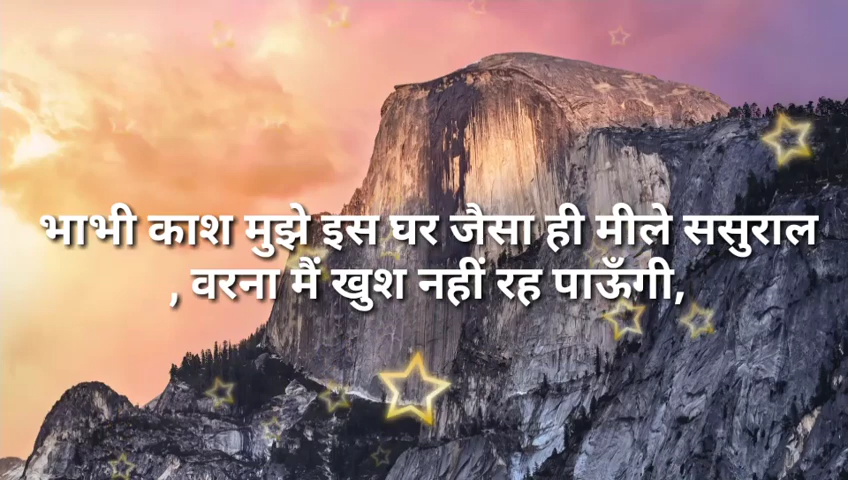 भाभी काश मुझे इस घर जैसा ही मीले ससुराल
, वरना मैं खुश नहीं रह पाऊँगी,